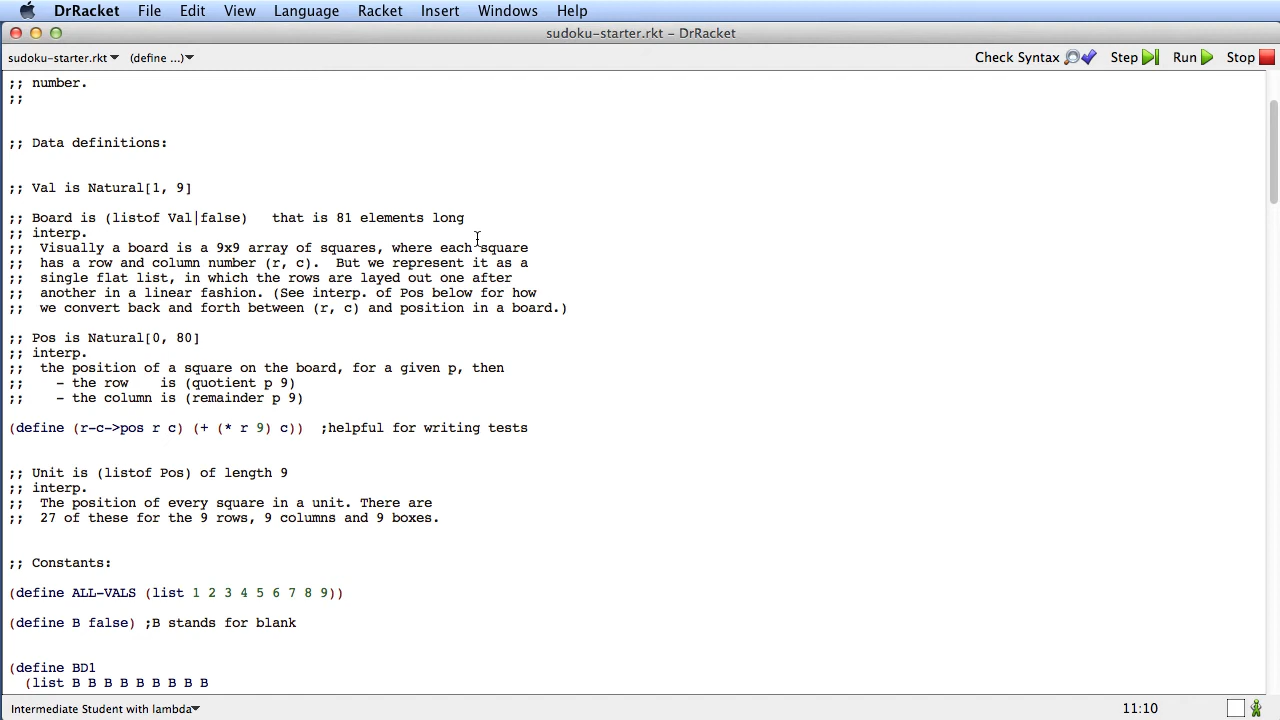 DrRacket File Edit View Language Racket Insert Windows Help
sudoku-starter.rkt – DrRacket
sudoku-starter.rkt (define ...) Check Syntax Step Run Stop
;; number.
;;
;; Data definitions:
;; Val is Natural[1, 9]
;; Board is (listof Val|false)   that is 81 elements long
;; interp.
;;  Visually a board is a 9x9 array of squares, where each square
;;  has a row and column number (r, c).  But we represent it as a
;;  single flat list, in which the rows are layed out one after
;;  another in a linear fashion. (See interp. of Pos below for how
;;  we convert back and forth between (r, c) and position in a board.)
;; Pos is Natural[0, 80]
;; interp.
;;  the position of a square on the board, for a given p, then
;;    - the row    is (quotient p 9)
;;    - the column is (remainder p 9)
(define (r-c->pos r c) (+ (* r 9) c))  ;helpful for writing tests
;; Unit is (listof Pos) of length 9
;; interp.
;;  The position of every square in a unit. There are
;;  27 of these for the 9 rows, 9 columns and 9 boxes.
;; Constants:
(define ALL-VALS (list 1 2 3 4 5 6 7 8 9))
(define B false) ;B stands for blank
(define BD1
  (list B B B B B B B B B
Intermediate Student with lambda 11:10